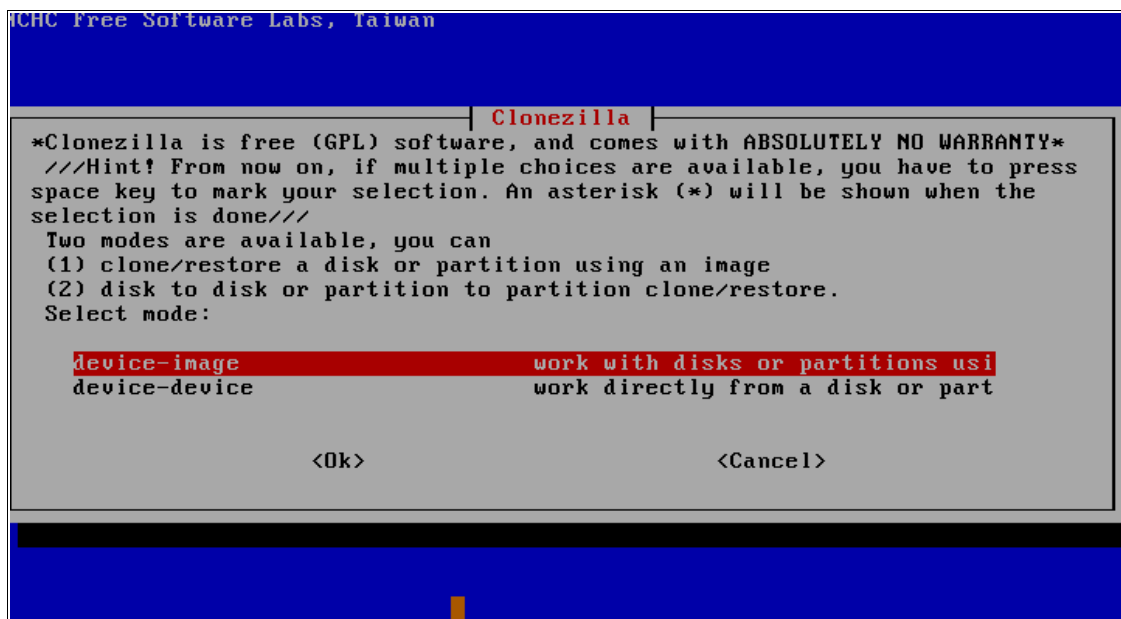 NCHC Free Software Labs, Taiwan
Clonezilla
*Clonezilla is free (GPL) software, and comes with ABSOLUTELY NO WARRANTY*
///Hint! From now on, if multiple choices are available, you have to press
space key to mark your selection. An asterisk (*) will be shown when the
selection is done///
Two modes are available, you can
(1) clone/restore a disk or partition using an image
(2) disk to disk or partition to partition clone/restore.
Select mode:
device-image work with disks or partitions usi
device-device work directly from a disk or part
<Ok> <Cancel>